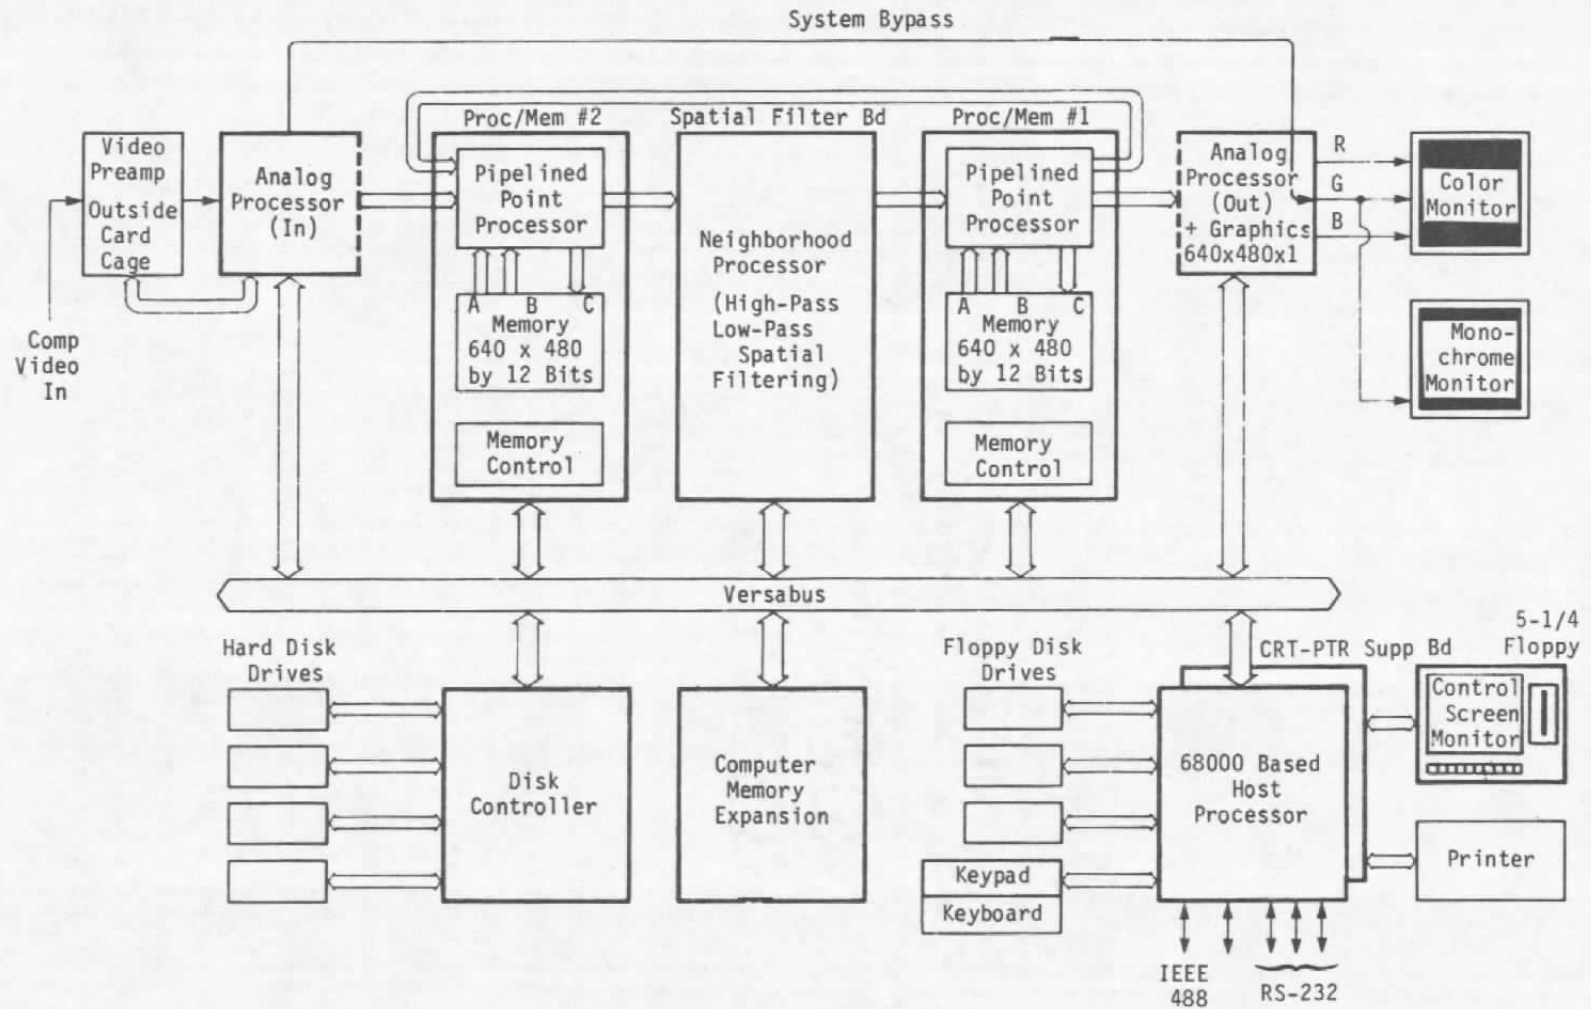 System Bypass
Proc/Mem #2
Spatial Filter Bd
Proc/Mem #1
Video
Preamp
Outside
Card
Cage
Analog
Processor
(In)
Pipelined
Point
Processor
A B C
Memory
640 x 480
by 12 Bits
Memory
Control
Neighborhood
Processor
(High-Pass
Low-Pass
Spatial
Filtering)
Pipelined
Point
Processor
A B C
Memory
640 x 480
by 12 Bits
Memory
Control
Analog
Processor
(Out)
+ Graphics
640x480x1
R
G
B
Color
Monitor
Mono-
chrome
Monitor
Comp
Video
In
Versabus
Hard Disk
Drives
Disk
Controller
Computer
Memory
Expansion
Floppy Disk
Drives
Keypad
Keyboard
CRT-PTR Supp Bd
68000 Based
Host
Processor
5-1/4
Floppy
Control
Screen
Monitor
Printer
IEEE
488
RS-232